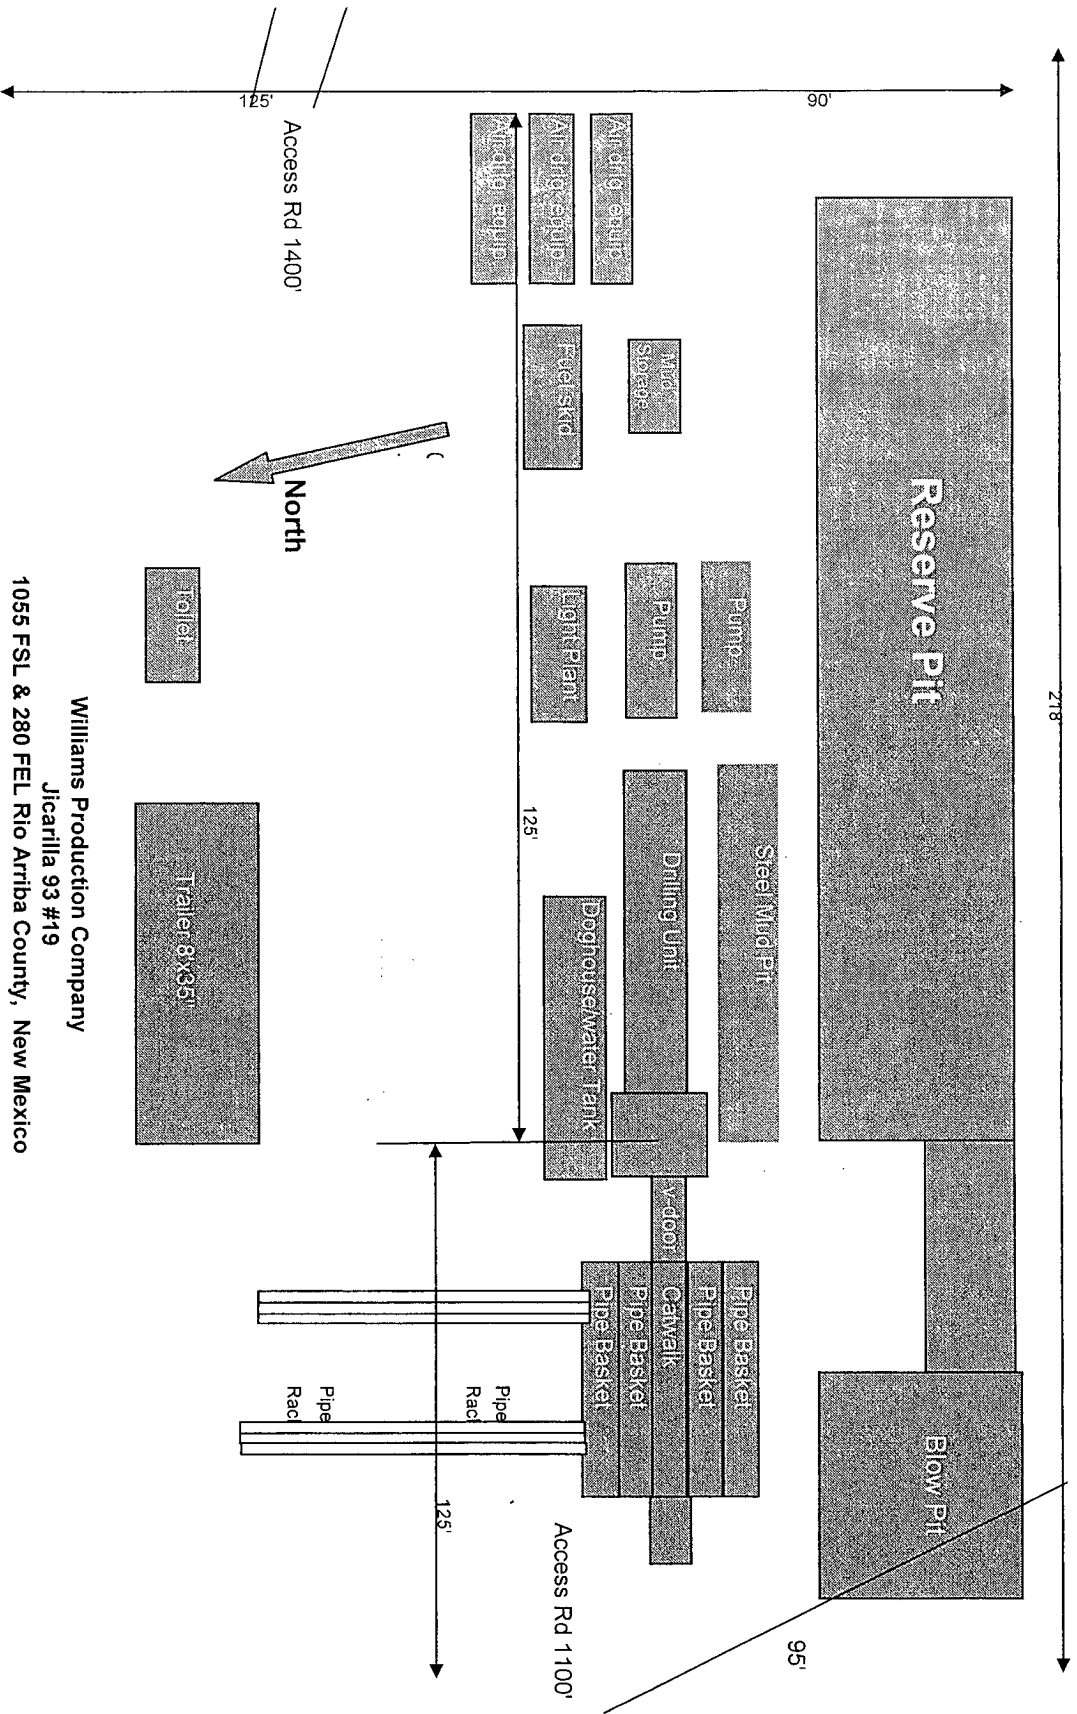 218'
90'
125'
Reserve Pit
Blow Pit
95'
Air drlg equip
Air drlg equip
Air drlg equip
Mud
Storage
Fuel skid
Pump
Pump
Light Plant
Steel Mud Pit
Drilling Unit
Doghouse/water Tank
v-door
Pipe Basket
Pipe Basket
Catwalk
Pipe Basket
Pipe Basket
125'
125'
Pipe
Pipe
Access Rd 1100'
Access Rd 1400'
North
Toilet
Trailer 8'x35'
Williams Production Company
Jicarilla 93 #19
1055 FSL & 280 FEL Rio Arriba County, New Mexico